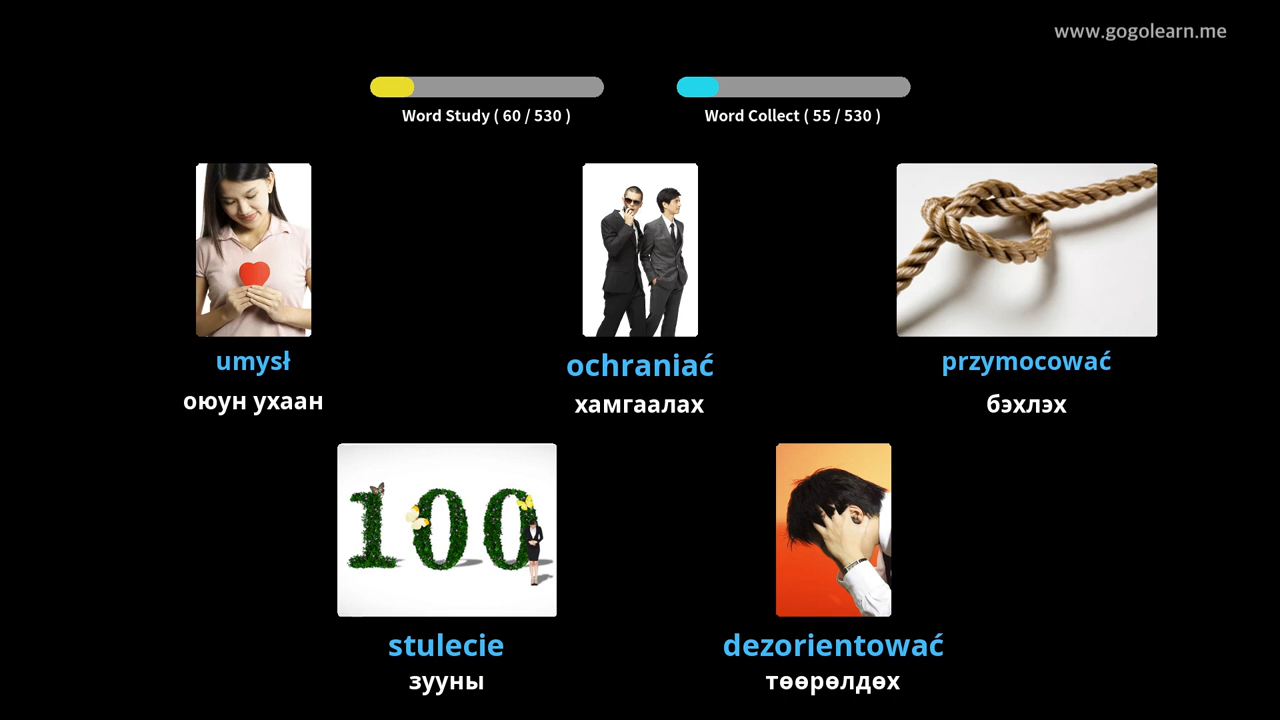 www.gogolearn.me
Word Study ( 60 / 530 )
Word Collect ( 55 / 530 )
umysł
оюун ухаан
ochraniać
хамгаалах
przymocować
бэхлэх
100
stulecie
зууны
dezorientować
төөрөлдөх